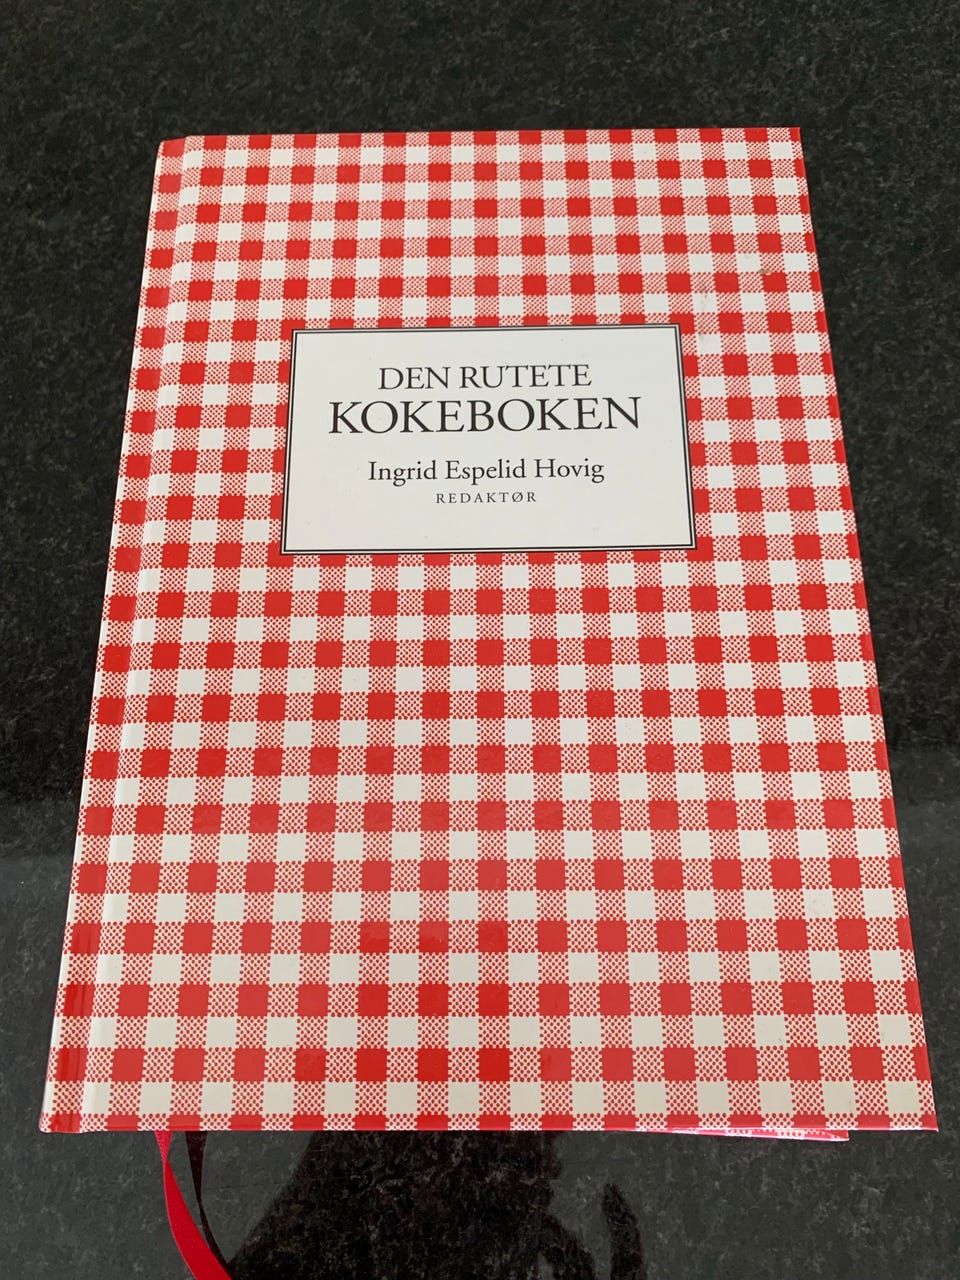 DEN RUTETE
KOKEBOKEN
Ingrid Espelid Hovig
REDAKTØR